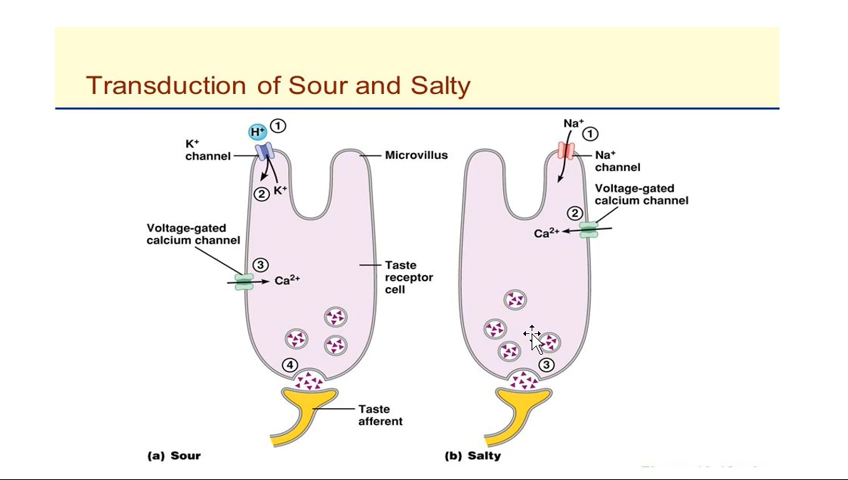 Transduction of Sour and Salty
H+
1
K+
channel
2
K+
Microvillus
Voltage-gated
calcium channel
3
Ca2+
Taste
receptor
cell
4
Taste
afferent
(a) Sour
Na+
1
Na+
channel
Voltage-gated
calcium channel
2
Ca2+
3
(b) Salty